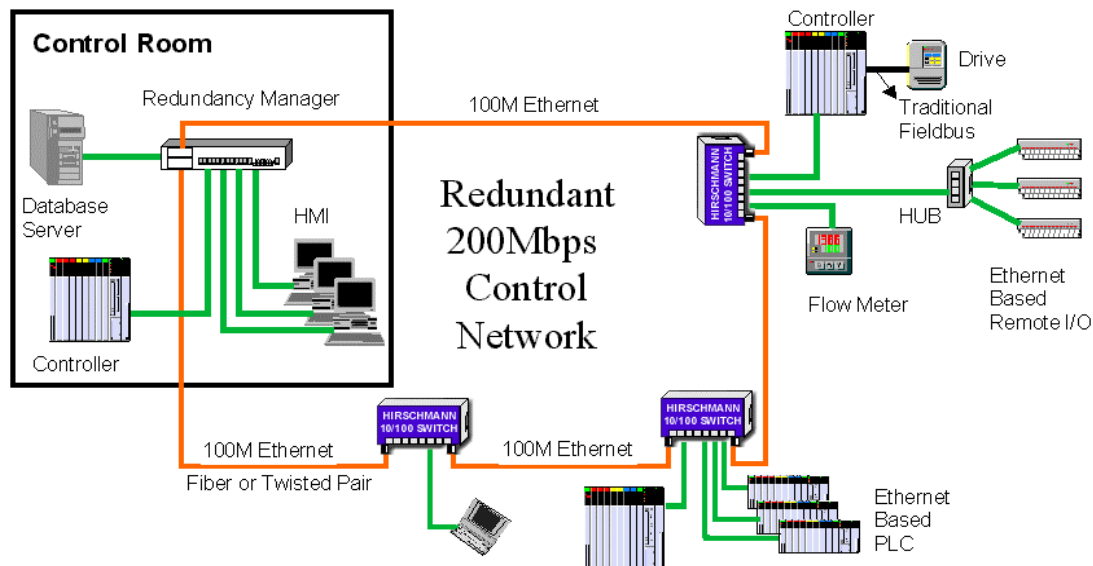 Control Room
Redundancy Manager
Database
Server
HMI
Controller
100M Ethernet
Redundant
200Mbps
Control
Network
HIRSCHMANN
10/100 SWITCH
Controller
Drive
Traditional
Fieldbus
HUB
Flow Meter
Ethernet
Based
Remote I/O
100M Ethernet
Fiber or Twisted Pair
HIRSCHMANN
10/100 SWITCH
100M Ethernet
HIRSCHMANN
10/100 SWITCH
Ethernet
Based
PLC